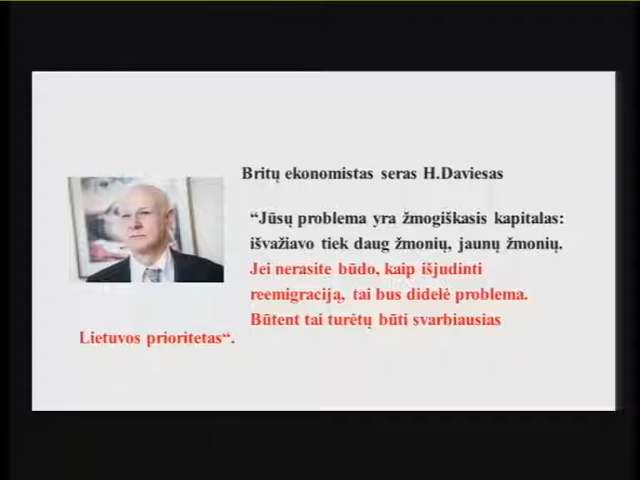 Britų ekonomistas seras H.Daviesas
“Jūsų problema yra žmogiškasis kapitalas:
išvažiavo tiek daug žmonių, jaunų žmonių.
Jei nerasite būdo, kaip išjudinti
reemigraciją, tai bus didelė problema.
Būtent tai turėtų būti svarbiausias
Lietuvos prioritetas“.